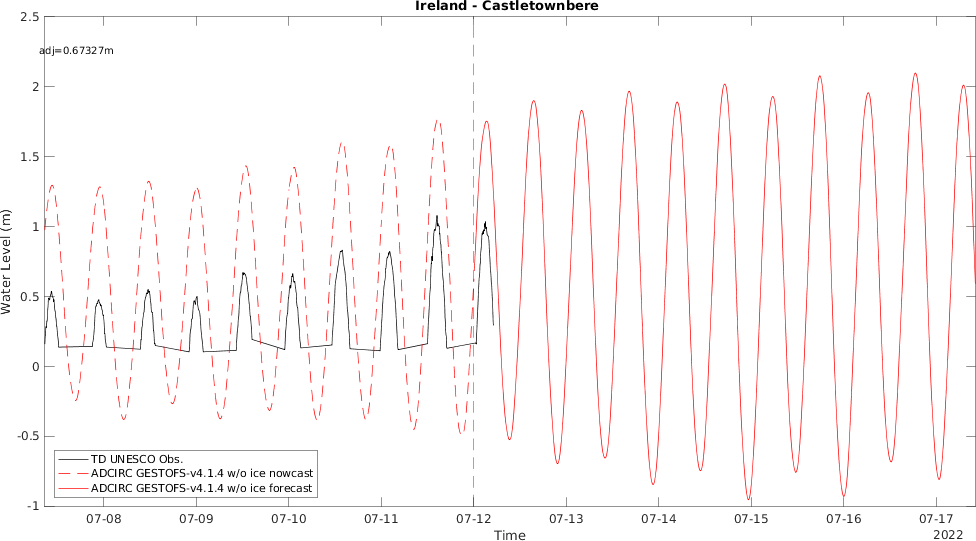 Ireland - Castletownbere
adj=0.67327m
2.5
2
1.5
1
0.5
0
-0.5
-1
Water Level (m)
TD UNESCO Obs.
ADCIRC GESTOFS-v4.1.4 w/o ice nowcast
ADCIRC GESTOFS-v4.1.4 w/o ice forecast
07-08 07-09 07-10 07-11 07-12 07-13 07-14 07-15 07-16 07-17
Time
2022